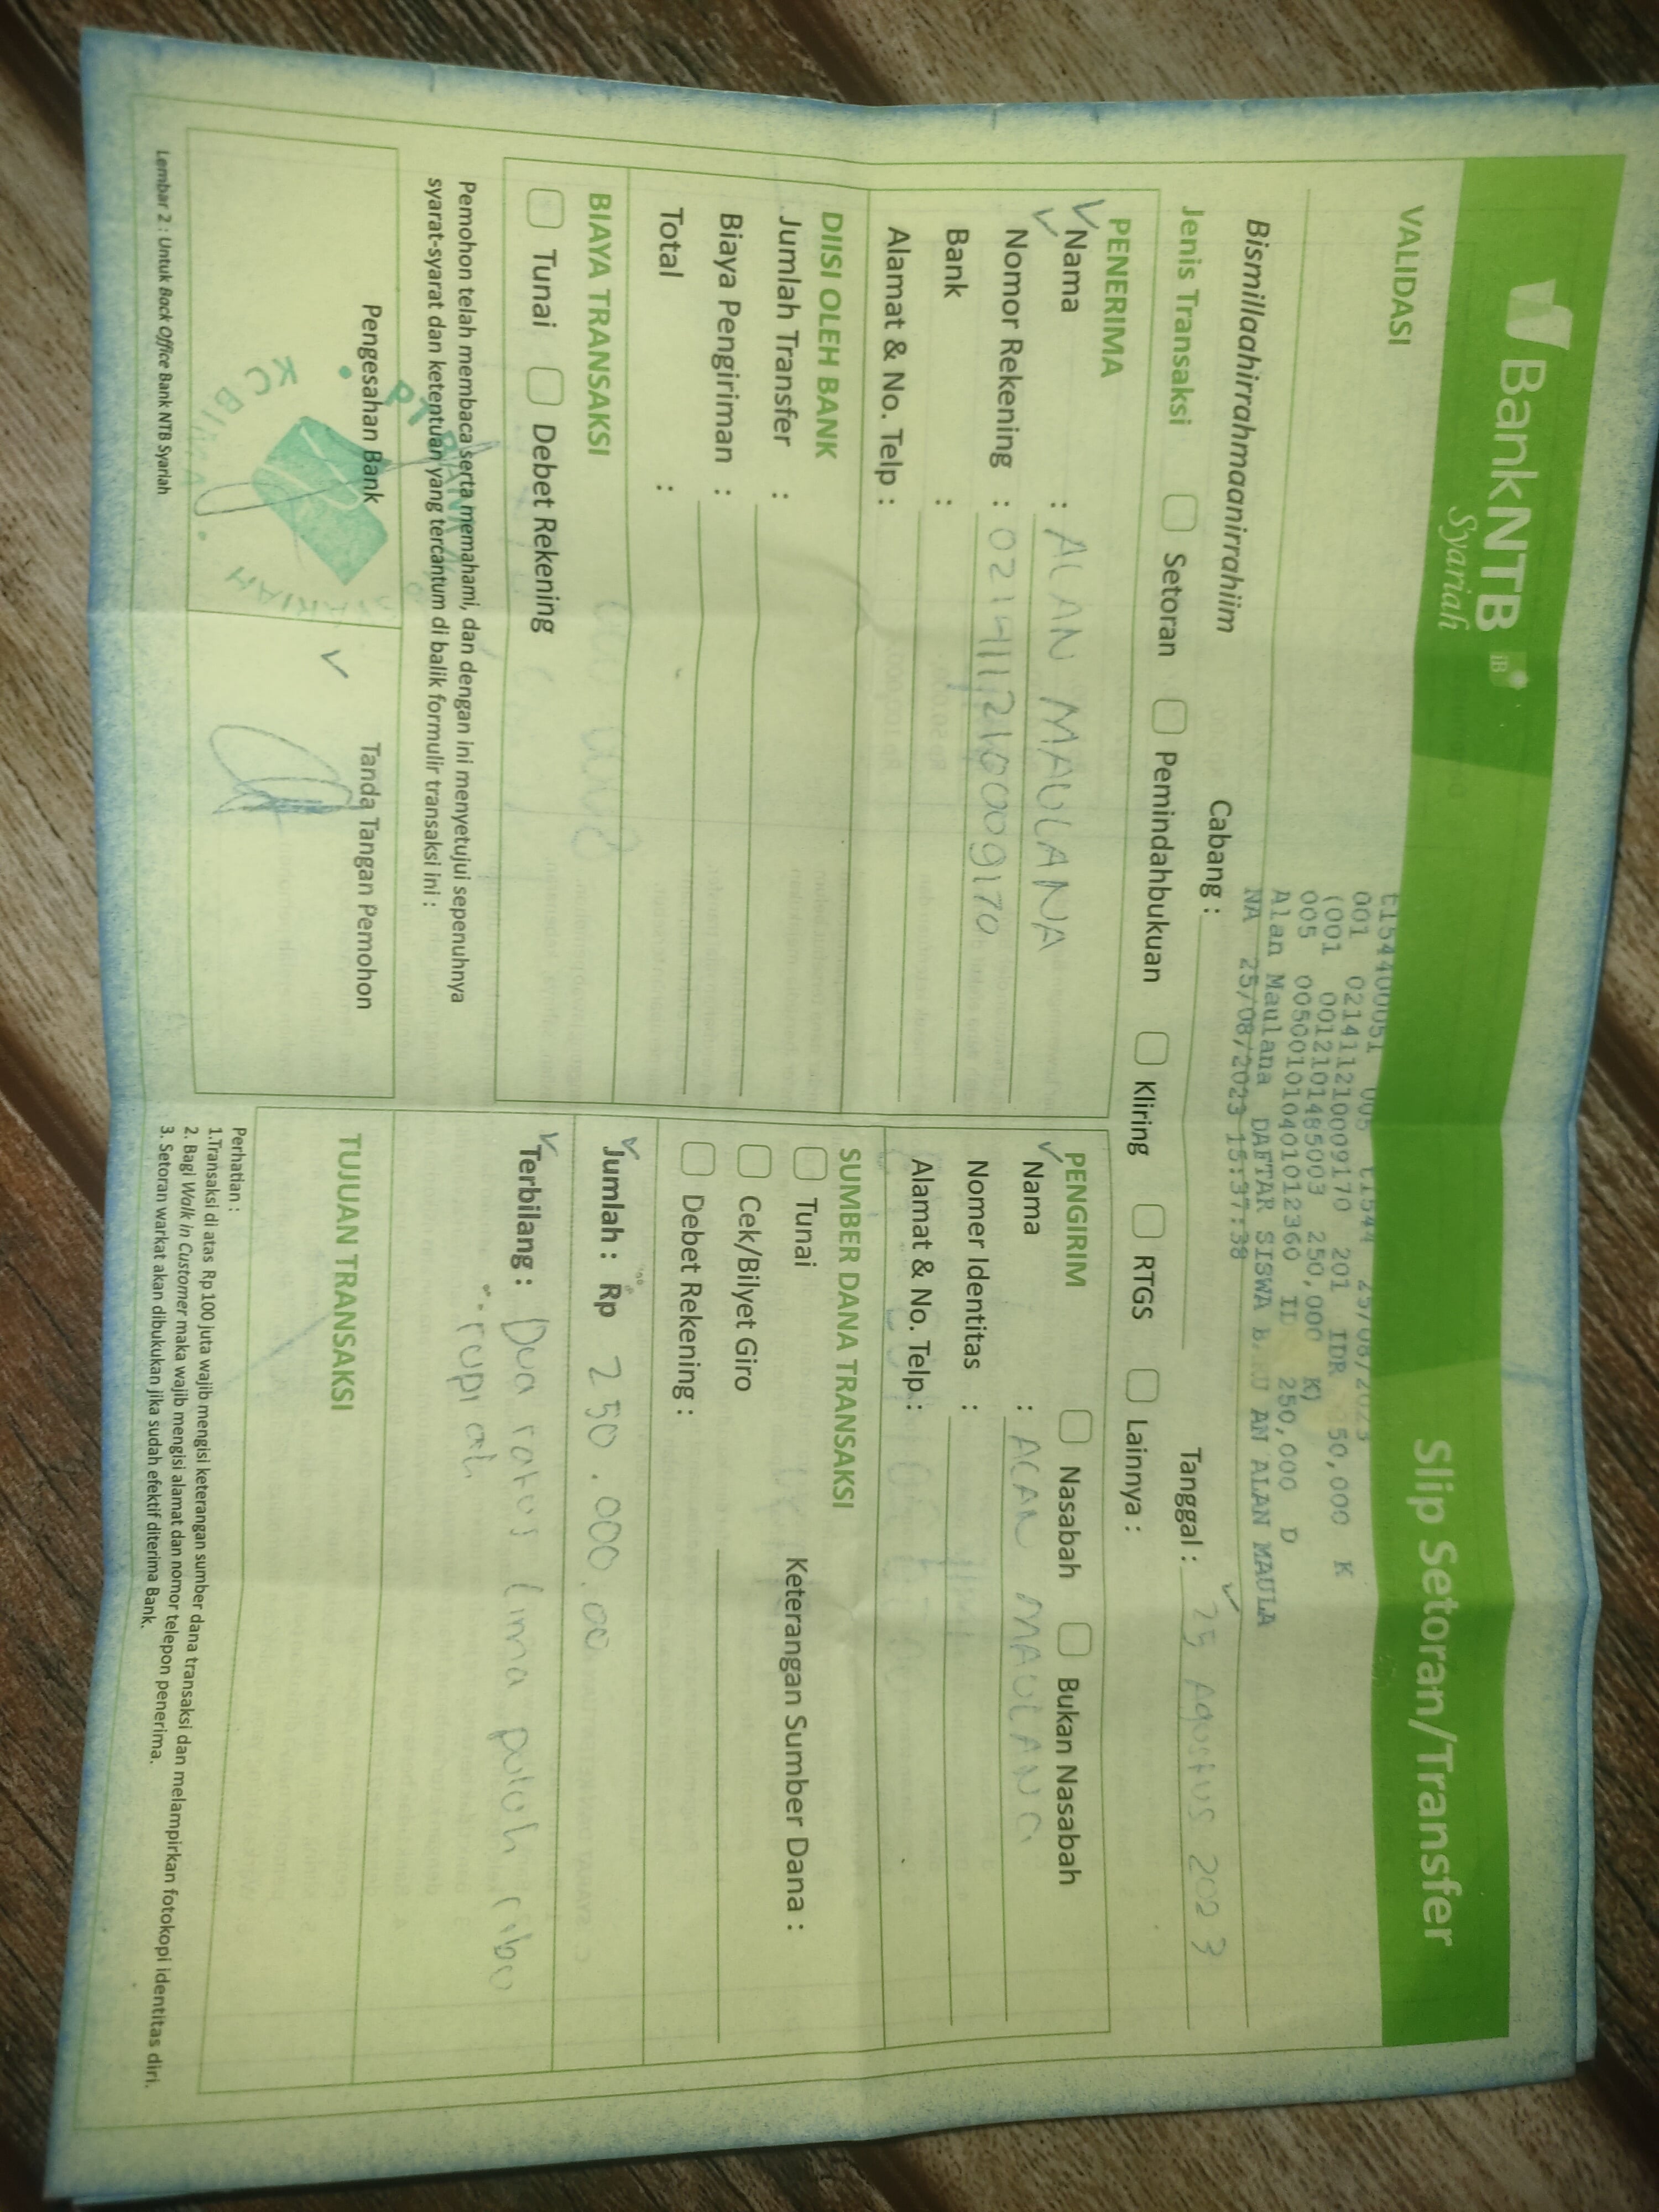 BankNTB iB
Syariah
Slip Setoran/Transfer
VALIDASI
t15440051 005 t1544 25/08/2023
001 0214112100009170 201 IDR 50,000 K
(001 0012101485003 250,000 K)
005 0050010104010112360 ID 250,000 D
Alan Maulana DAFTAR SISWA B. U AN ALAN MAULA
NA 25/08/2023 15:37:38
Bismillaahirrahmaanirrahiim
Cabang :
Tanggal : 25 Agustus 2023
Jenis Transaksi Setoran Pemindahbukuan Kliring RTGS Lainnya :
PENERIMA
Nama : ALAN MAULANA
Nomor Rekening : 0214112100009170
Bank :
Alamat & No. Telp :
PENGIRIM Nasabah Bukan Nasabah
Nama : ALAN MAULANA
Nomer Identitas :
Alamat & No. Telp :
DIISI OLEH BANK
Jumlah Transfer :
Biaya Pengiriman :
Total :
SUMBER DANA TRANSAKSI
Tunai Keterangan Sumber Dana :
Cek/Bilyet Giro
Debet Rekening :
BIAYA TRANSAKSI
Tunai Debet Rekening
Jumlah : Rp 250.000.00
Terbilang : Dua ratus lima puluh ribu
rupiah
Pemohon telah membaca serta memahami, dan dengan ini menyetujui sepenuhnya
syarat-syarat dan ketentuan yang tercantum di balik formulir transaksi ini :
Pengesahan Bank
Tanda Tangan Pemohon
TUJUAN TRANSAKSI
Perhatian :
1.Transaksi di atas Rp100 juta wajib mengisi keterangan sumber dana transaksi dan melampirkan fotokopi identitas diri.
2. Bagi Walk in Customer maka wajib mengisi alamat dan nomor telepon penerima.
3. Setoran warkat akan dibukukan jika sudah efektif diterima Bank.
Lembar 2 : Untuk Back Office Bank NTB Syariah